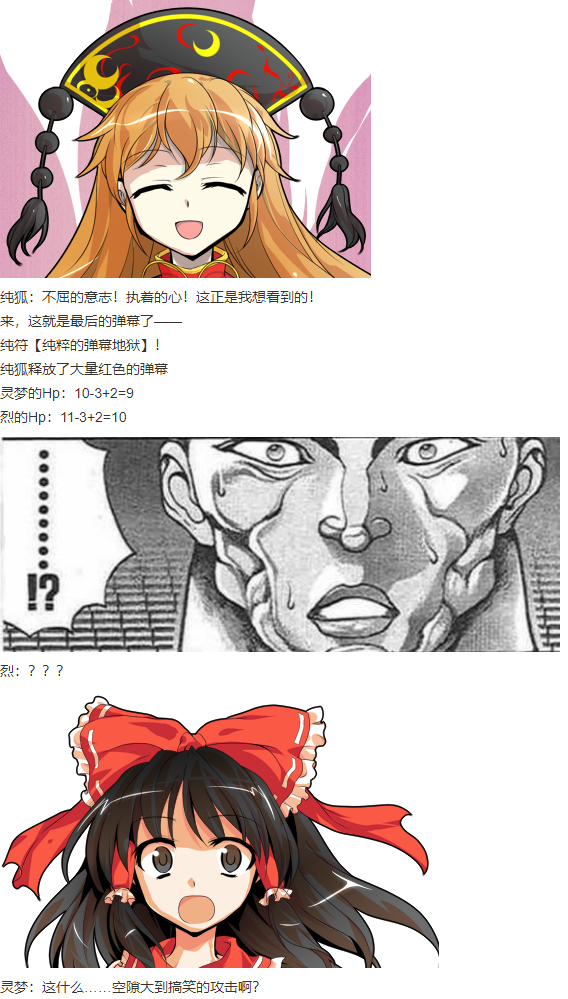 纯狐：不屈的意志！执着的心！这正是我想看到的！
来，这就是最后的弹幕了——
纯符【纯粹的弹幕地狱】！
纯狐释放了大量红色的弹幕
灵梦的Hp：10-3+2=9
烈的Hp：11-3+2=10
………!?
烈：？？？
灵梦：这什么……空隙大到搞笑的攻击啊？